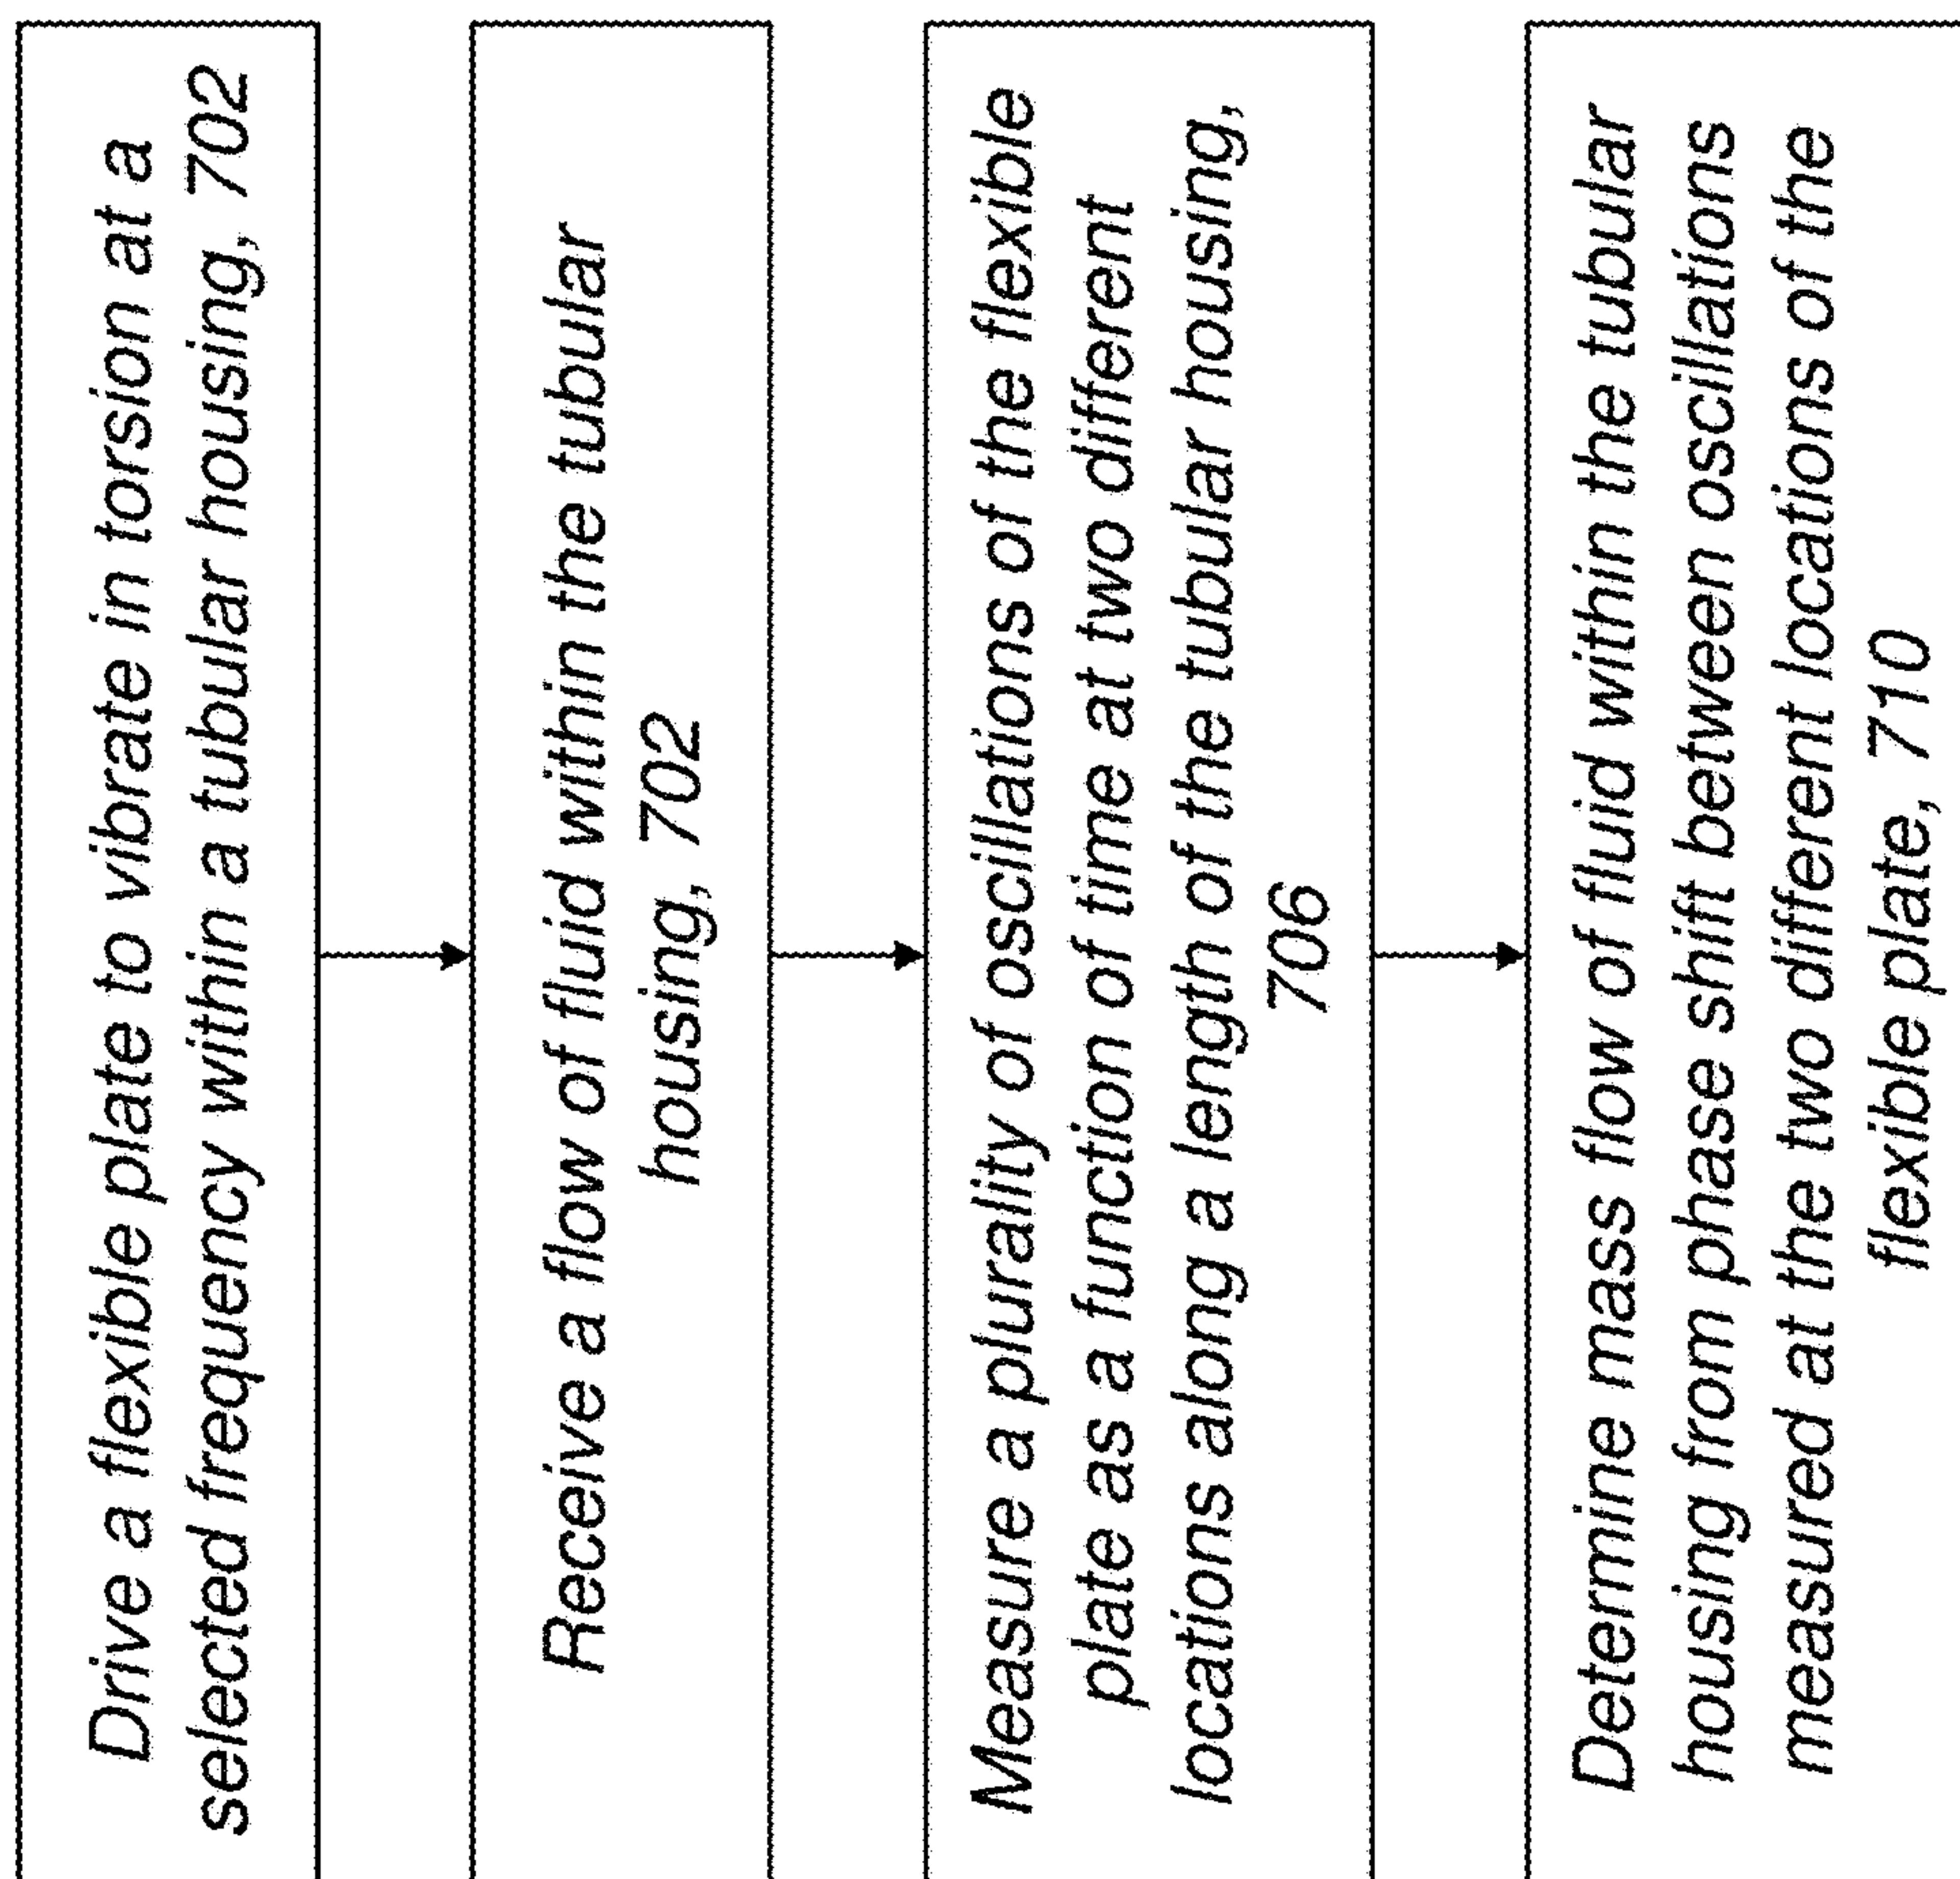 Drive a flexible plate to vibrate in torsion at a
selected frequency within a tubular housing, 702
Receive a flow of fluid within the tubular
housing, 702
Measure a plurality of oscillations of the flexible
plate as a function of time at two different
locations along a length of the tubular housing,
706
Determine mass flow of fluid within the tubular
housing from phase shift between oscillations
measured at the two different locations of the
flexible plate, 710